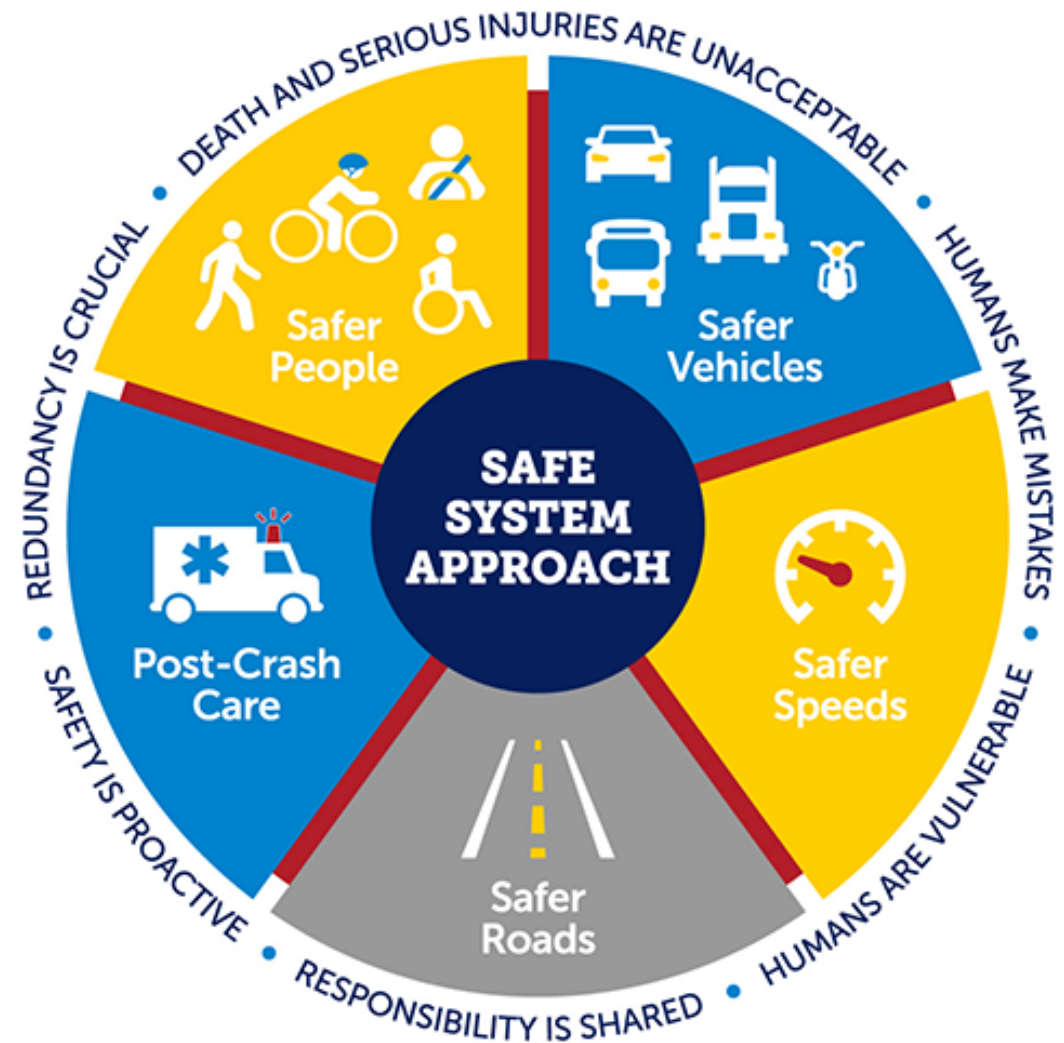 DEATH AND SERIOUS INJURIES ARE UNACCEPTABLE
HUMANS MAKE MISTAKES
HUMANS ARE VULNERABLE
RESPONSIBILITY IS SHARED
SAFETY IS PROACTIVE
REDUNDANCY IS CRUCIAL
Safer
People
Safer
Vehicles
SAFE
SYSTEM
APPROACH
Safer
Speeds
Safer
Roads
Post-Crash
Care